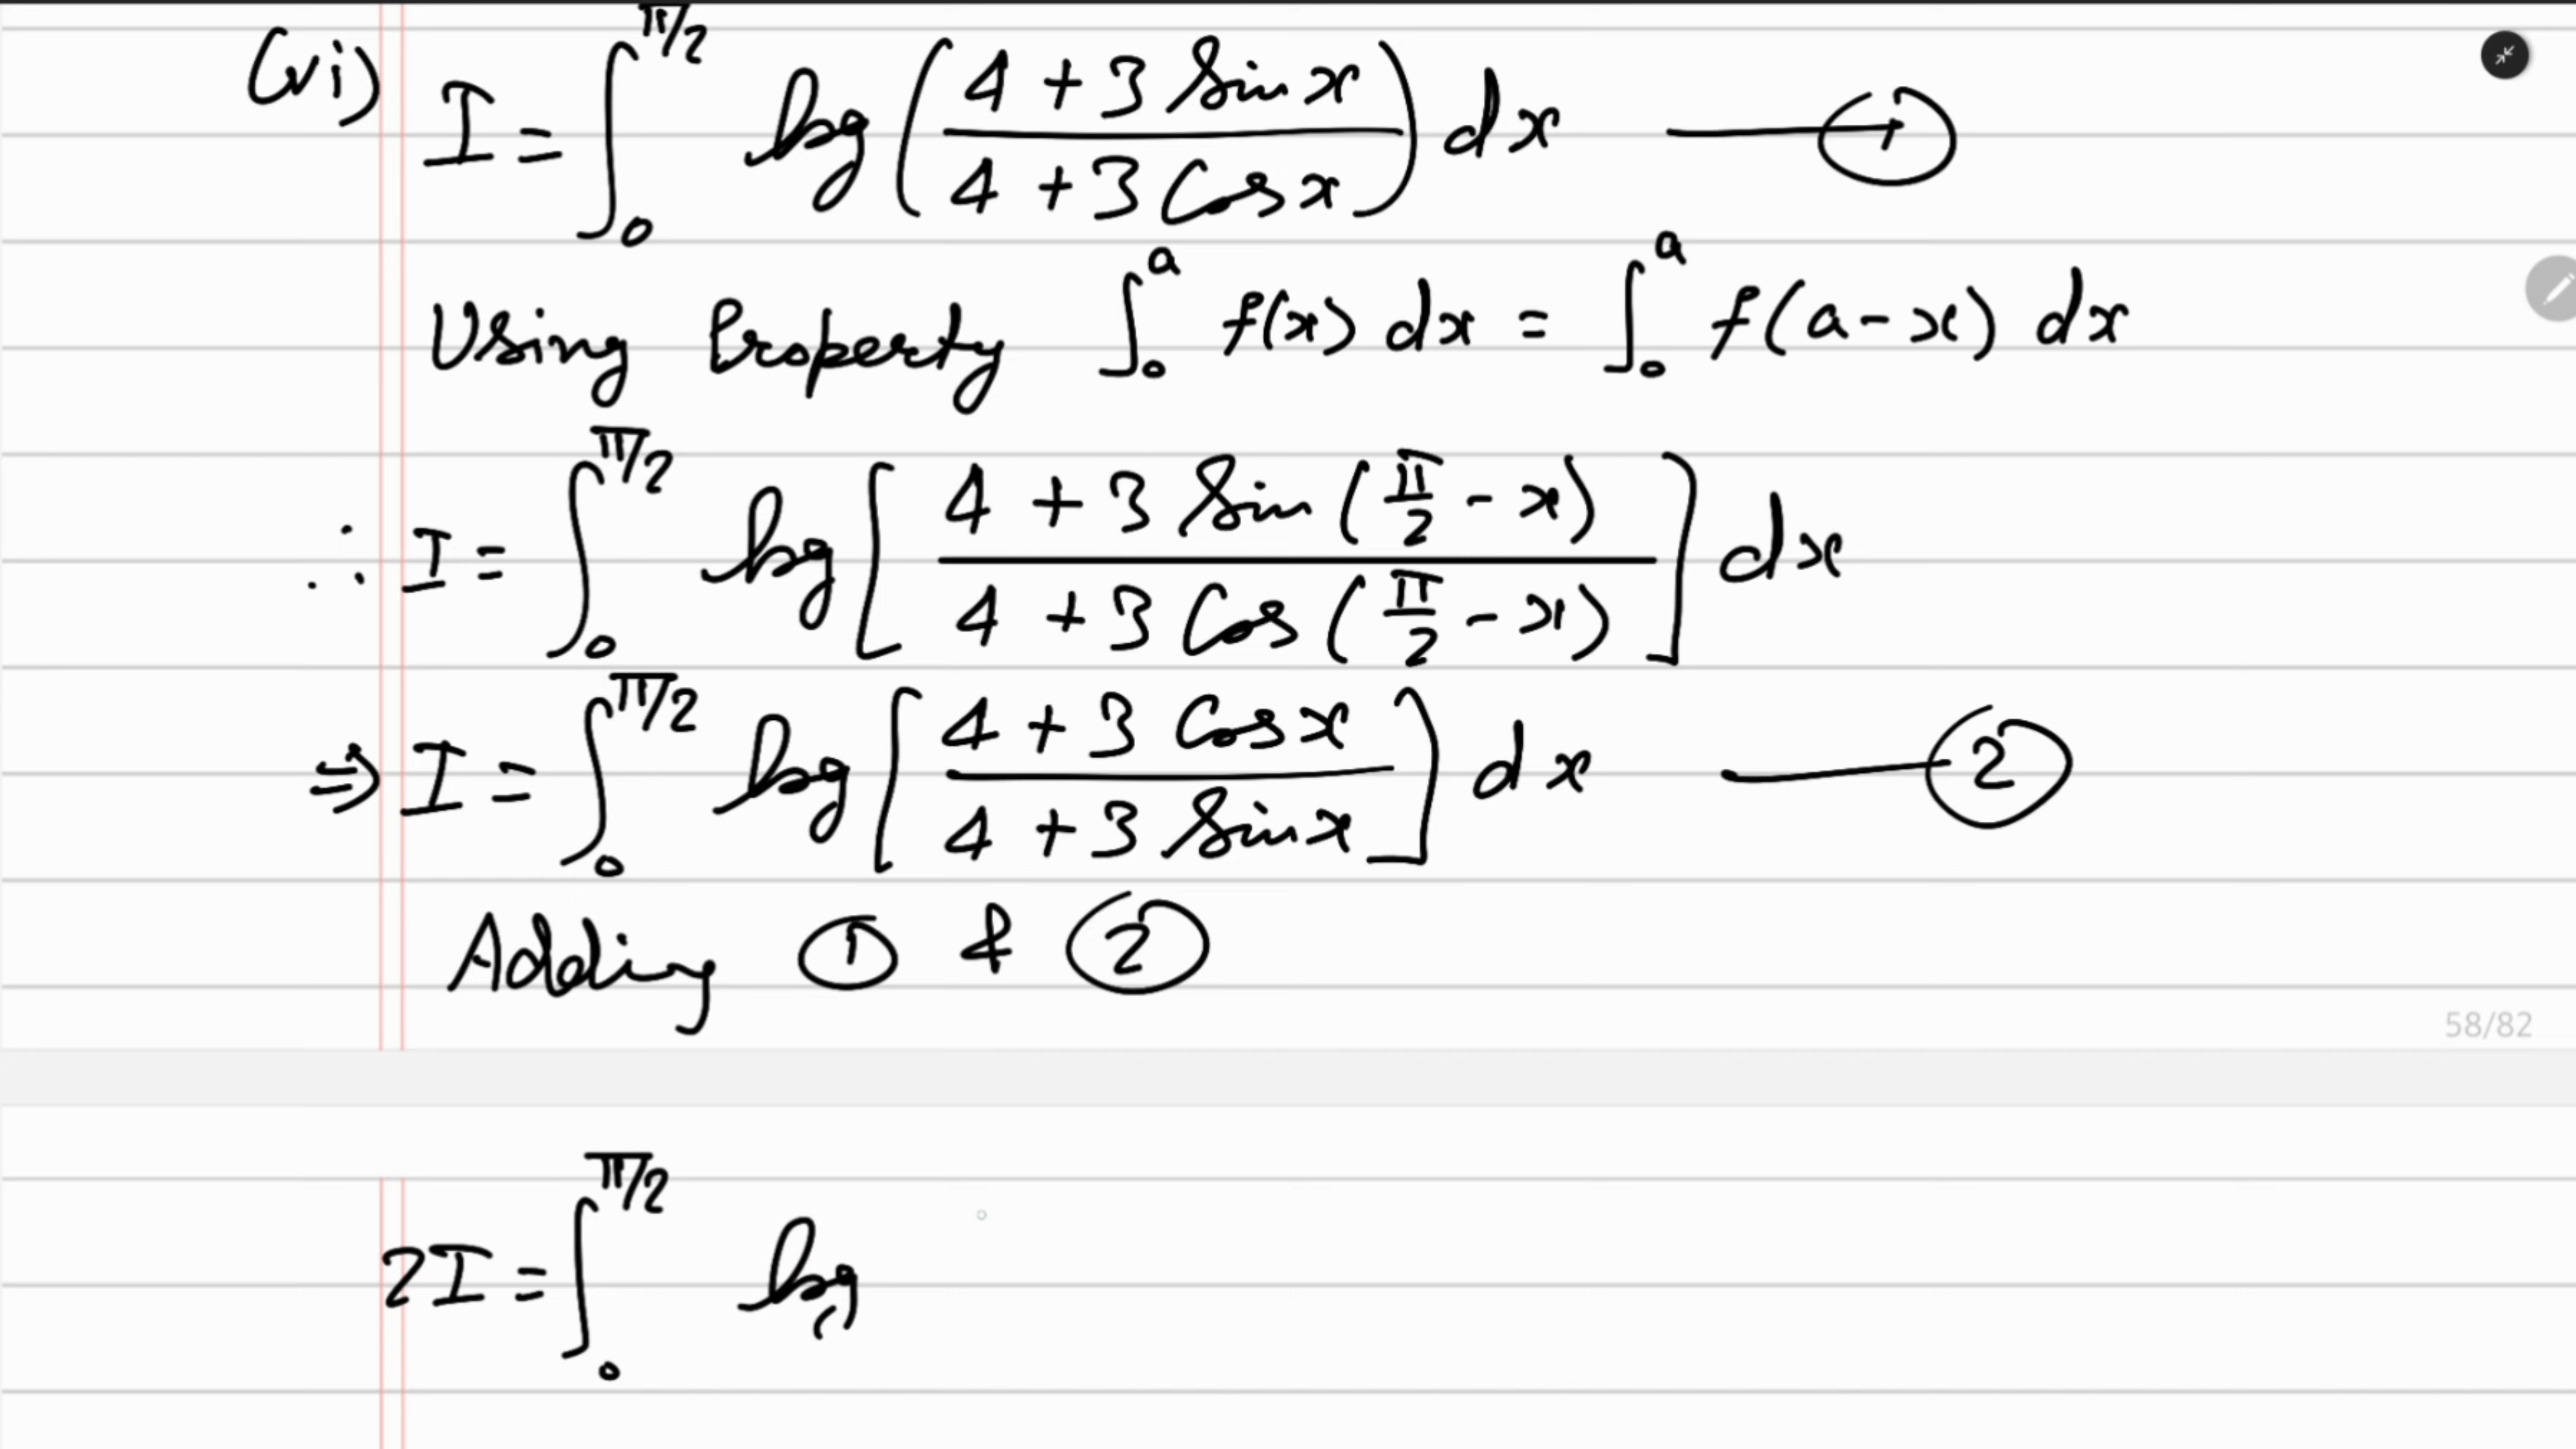 (vi) I = ∫₀^(π/2) log((4 + 3 Sin x)/(4 + 3 Cos x)) dx —— ①
Using Property ∫₀^a f(x) dx = ∫₀^a f(a - x) dx
∴ I = ∫₀^(π/2) log[(4 + 3 Sin(π/2 - x))/(4 + 3 Cos(π/2 - x))] dx
⇒ I = ∫₀^(π/2) log[(4 + 3 Cos x)/(4 + 3 Sin x)] dx —— ②
Adding ① & ②
58/82
2I = ∫₀^(π/2) log